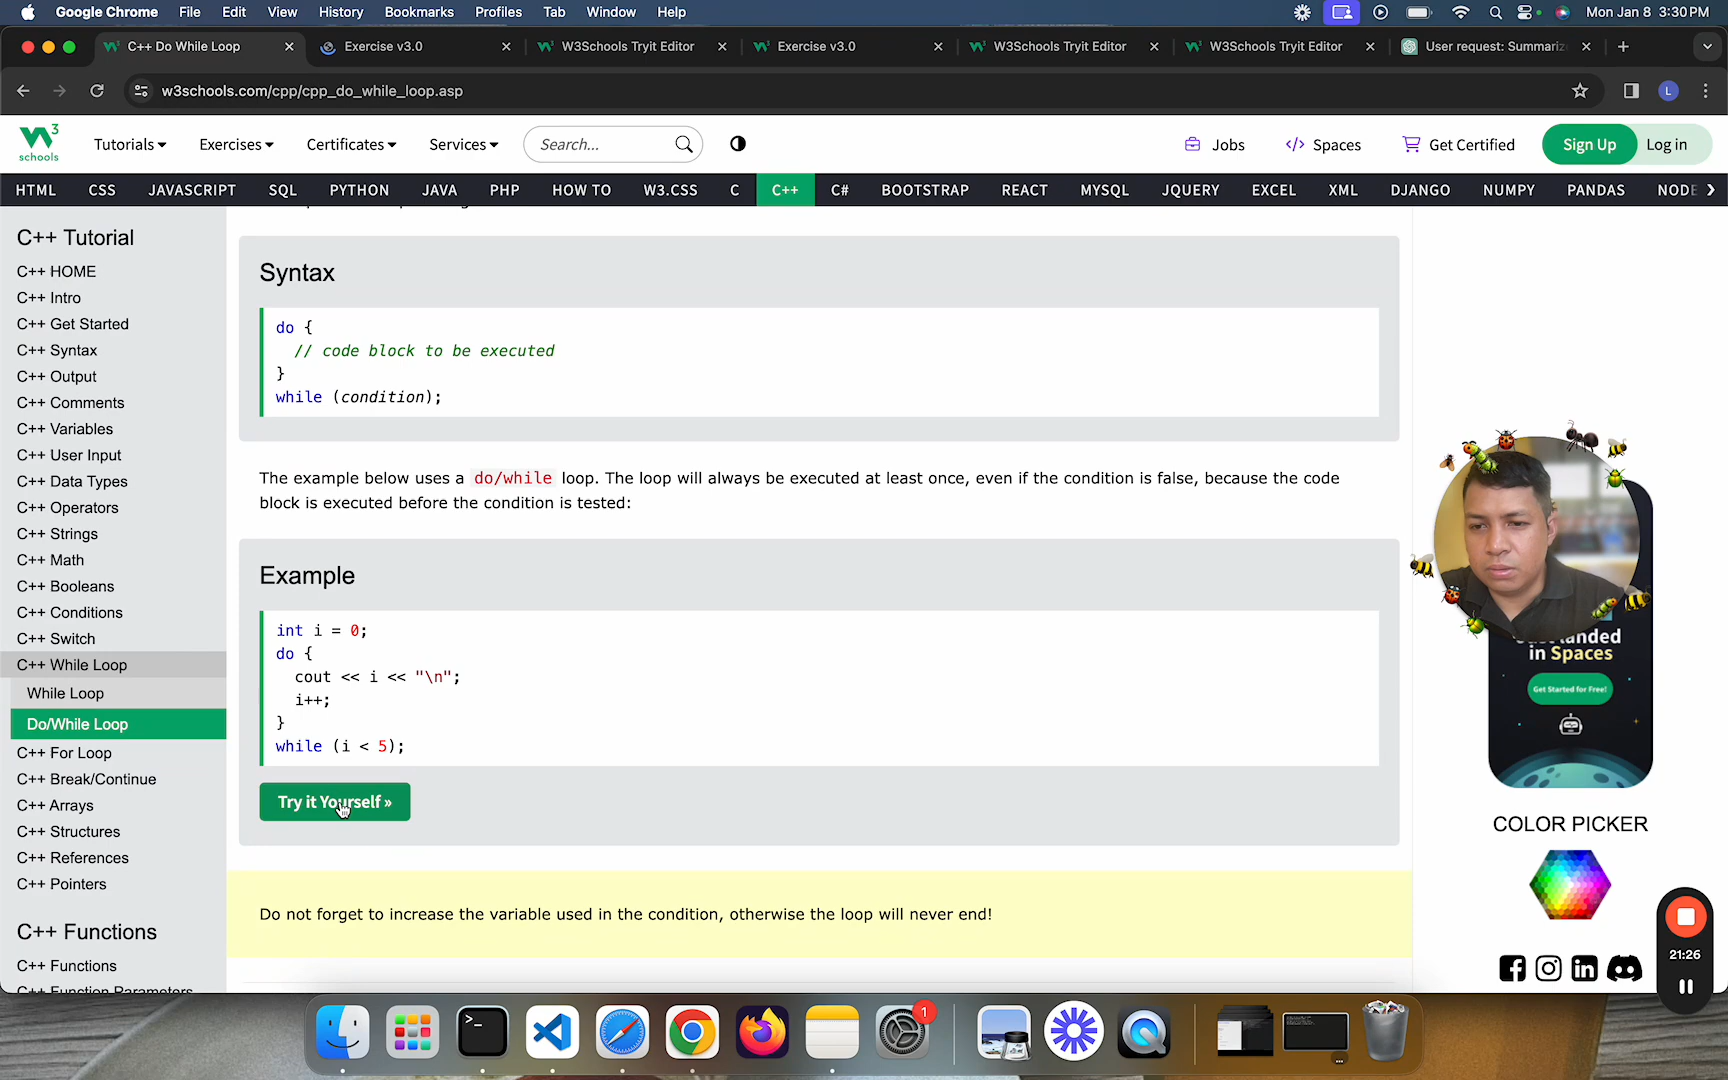 Google Chrome File Edit View History Bookmarks Profiles Tab Window Help Mon Jan 8 3:30 PM
C++ Do While Loop Exercise v3.0 W3Schools Tryit Editor Exercise v3.0 W3Schools Tryit Editor W3Schools Tryit Editor User request: Summariz
w3schools.com/cpp/cpp_do_while_loop.asp L
W3 schools Tutorials Exercises Certificates Services Search... Jobs Spaces Get Certified Sign Up Log in
HTML CSS JAVASCRIPT SQL PYTHON JAVA PHP HOW TO W3.CSS C C++ C# BOOTSTRAP REACT MYSQL JQUERY EXCEL XML DJANGO NUMPY PANDAS NODE
C++ Tutorial
C++ HOME
C++ Intro
C++ Get Started
C++ Syntax
C++ Output
C++ Comments
C++ Variables
C++ User Input
C++ Data Types
C++ Operators
C++ Strings
C++ Math
C++ Booleans
C++ Conditions
C++ Switch
C++ While Loop
While Loop
Do/While Loop
C++ For Loop
C++ Break/Continue
C++ Arrays
C++ Structures
C++ References
C++ Pointers
C++ Functions
C++ Functions
C++ Function Parameters
Syntax
do {
// code block to be executed
}
while (condition);
The example below uses a do/while loop. The loop will always be executed at least once, even if the condition is false, because the code
block is executed before the condition is tested:
Example
int i = 0;
do {
cout << i << "\n";
i++;
}
while (i < 5);
Try it Yourself »
Do not forget to increase the variable used in the condition, otherwise the loop will never end!
landed
in Spaces
Get Started for Free!
COLOR PICKER
21:26
1